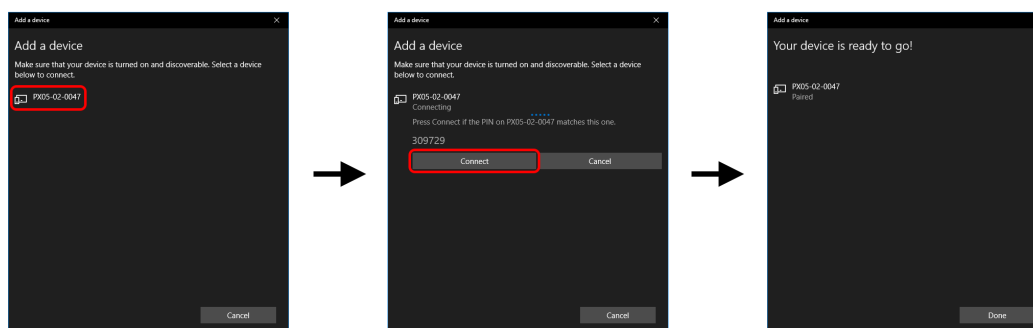 Add a device
Add a device
Make sure that your device is turned on and discoverable. Select a device
below to connect.
PX05-02-0047
Cancel
Add a device
Add a device
Make sure that your device is turned on and discoverable. Select a device
below to connect.
PX05-02-0047
Connecting
Press Connect if the PIN on PX05-02-0047 matches this one.
309729
Connect Cancel
Cancel
Add a device
Your device is ready to go!
PX05-02-0047
Paired
Done